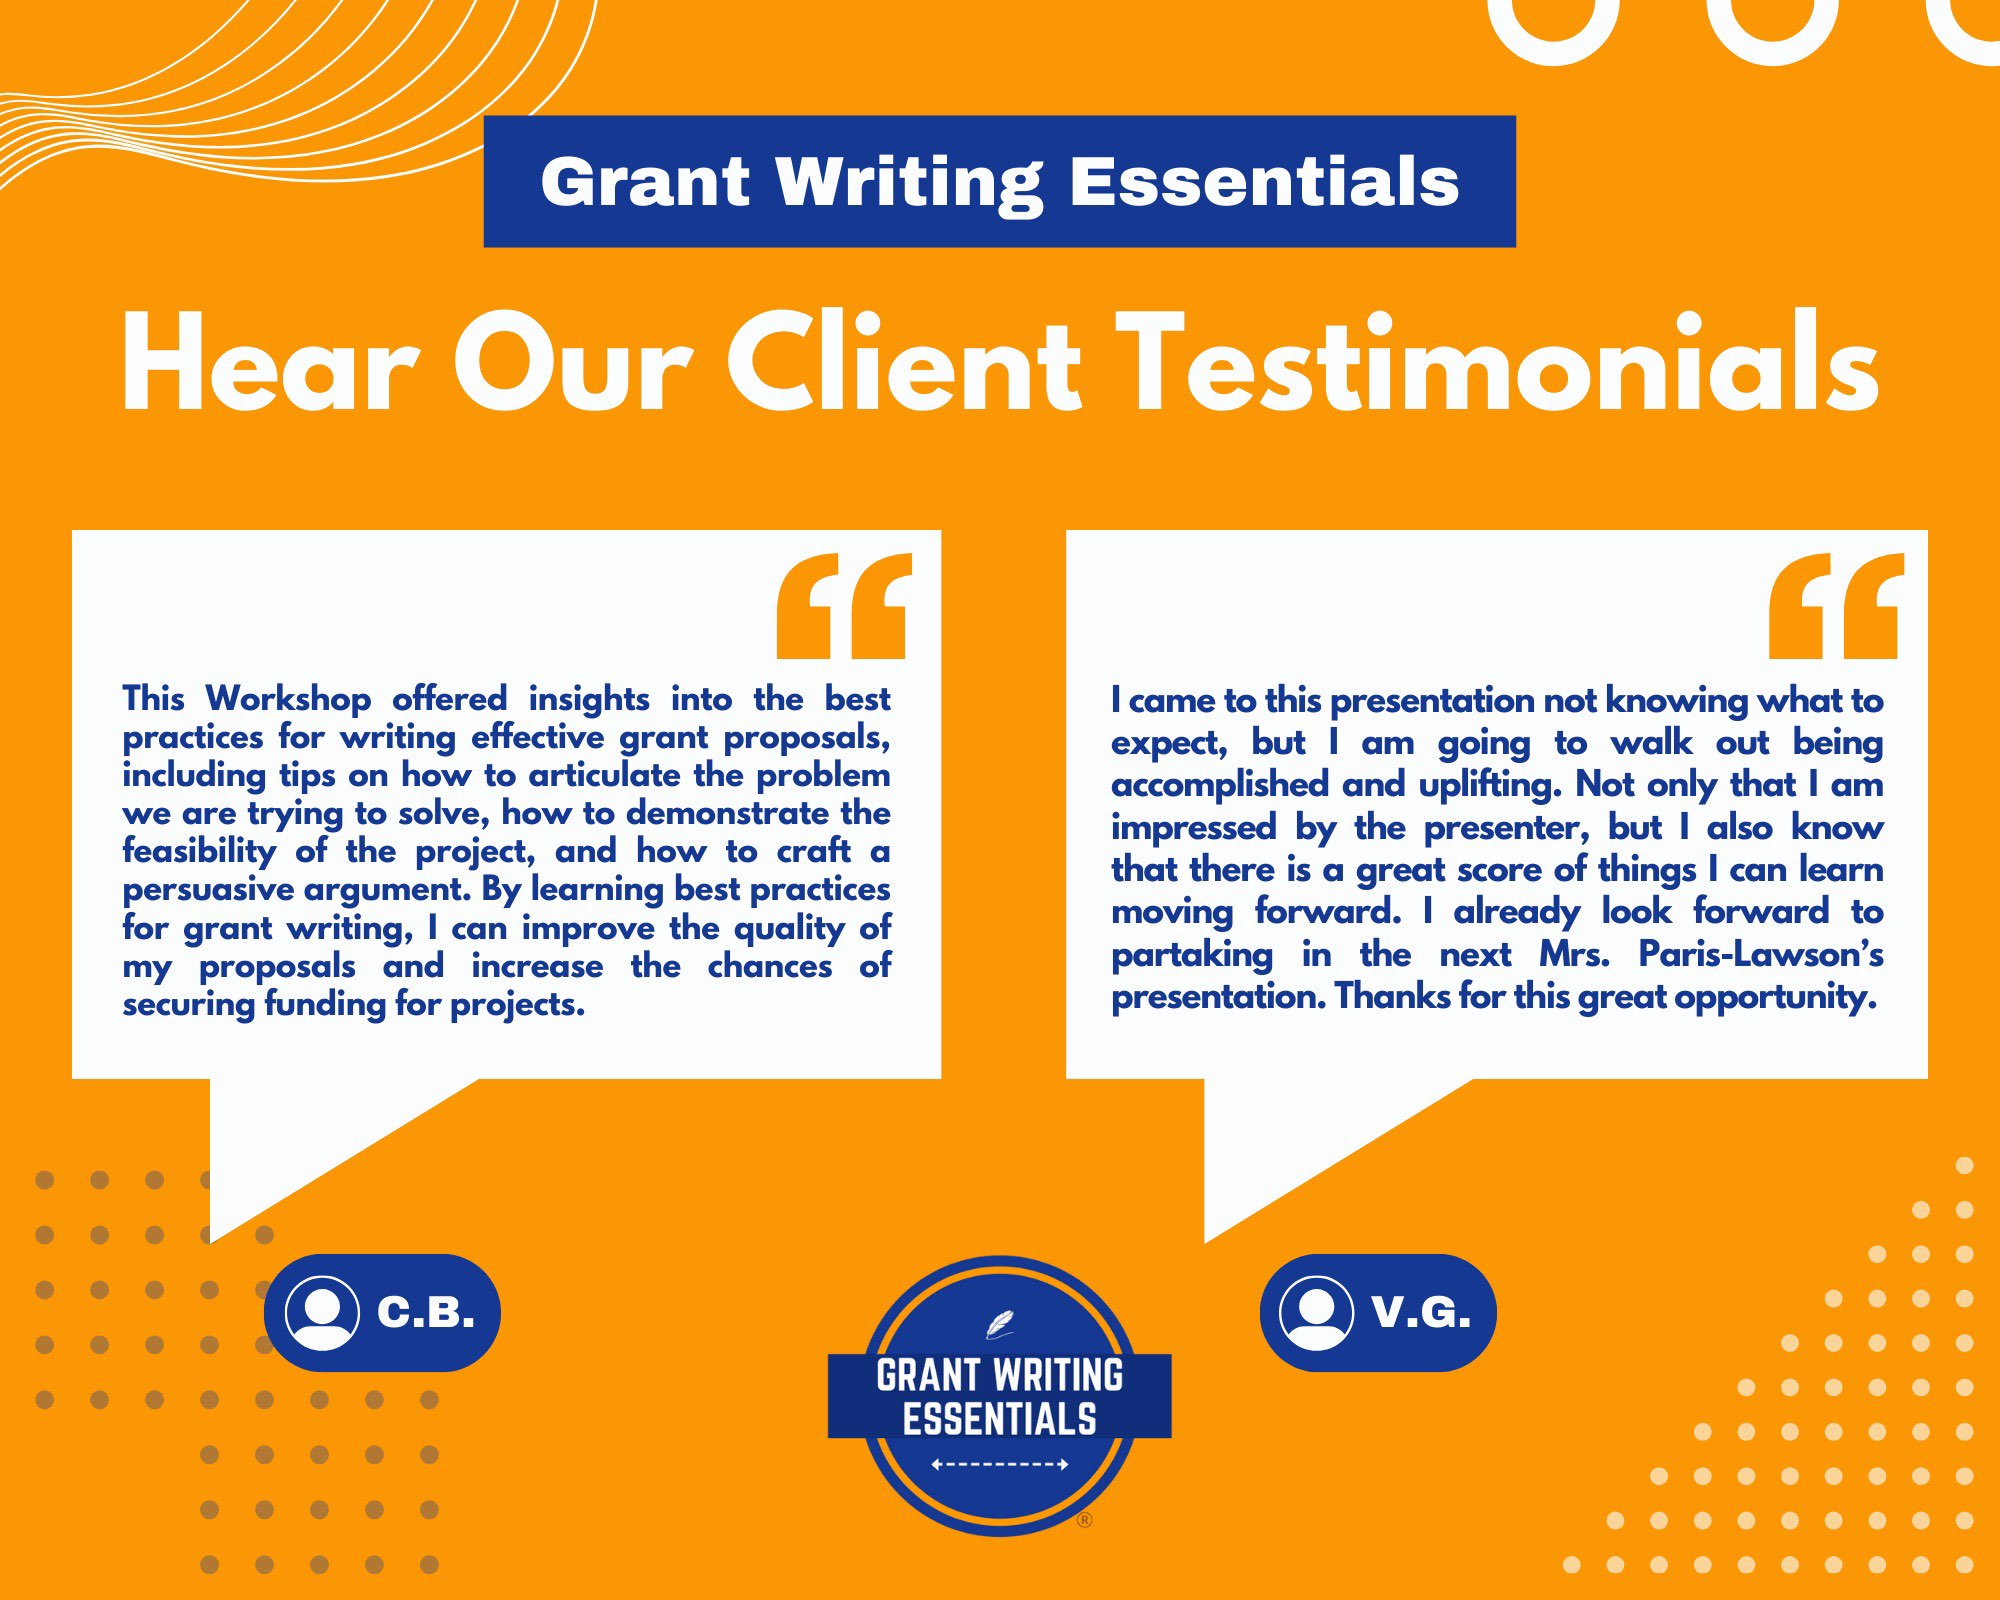 Grant Writing Essentials
Hear Our Client Testimonials
This Workshop offered insights into the best
practices for writing effective grant proposals,
including tips on how to articulate the problem
we are trying to solve, how to demonstrate the
feasibility of the project, and how to craft a
persuasive argument. By learning best practices
for grant writing, I can improve the quality of
my proposals and increase the chances of
securing funding for projects.
C.B.
I came to this presentation not knowing what to
expect, but I am going to walk out being
accomplished and uplifting. Not only that I am
impressed by the presenter, but I also know
that there is a great score of things I can learn
moving forward. I already look forward to
partaking in the next Mrs. Paris-Lawson’s
presentation. Thanks for this great opportunity.
V.G.
GRANT WRITING
ESSENTIALS
®